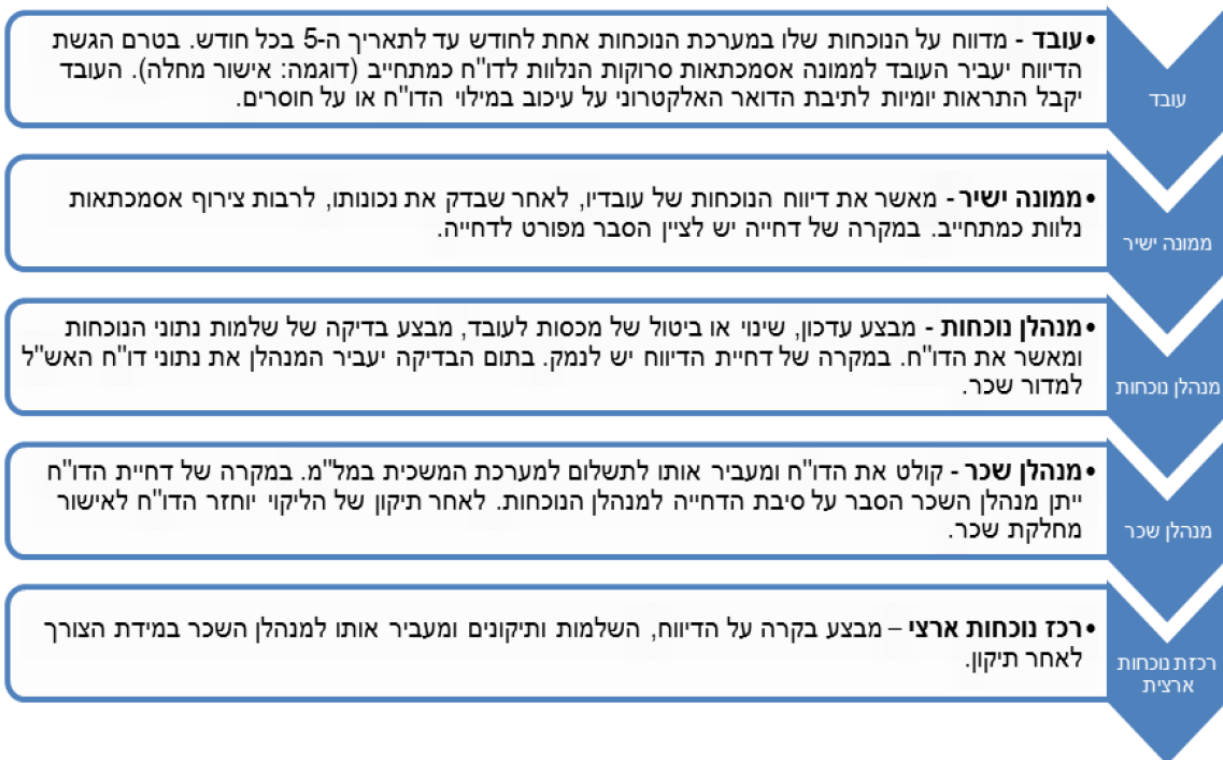 •עובד - מדווח על הנוכחות שלו במערכת הנוכחות אחת לחודש עד לתאריך ה-5 בכל חודש. בטרם הגשת
הדיווח יעביר העובד לממונה אסמכתאות סרוקות הנלוות לדו"ח כמתחייב (דוגמה: אישור מחלה). העובד
יקבל התראות יומיות לתיבת הדואר האלקטרוני על עיכוב במילוי הדו"ח או על חוסרים.
עובד
•ממונה ישיר - מאשר את דיווח הנוכחות של עובדיו, לאחר שבדק את נכונותו, לרבות צירוף אסמכתאות
נלוות כמתחייב. במקרה של דחייה יש לציין הסבר מפורט לדחייה.
ממונה ישיר
•מנהלן נוכחות - מבצע עדכון, שינוי או ביטול של מכסות לעובד, מבצע בדיקה של שלמות נתוני הנוכחות
ומאשר את הדו"ח. במקרה של דחיית הדיווח יש לנמק. בתום הבדיקה יעביר המנהלן את נתוני דו"ח האש"ל
למדור שכר.
מנהלן נוכחות
•מנהלן שכר - קולט את הדו"ח ומעביר אותו לתשלום למערכת המשכית במל"מ. במקרה של דחיית הדו"ח
ייתן מנהלן השכר הסבר על סיבת הדחייה למנהלן הנוכחות. לאחר תיקון של הליקוי יוחזר הדו"ח לאישור
מחלקת שכר.
מנהלן שכר
•רכז נוכחות ארצי – מבצע בקרה על הדיווח, השלמות ותיקונים ומעביר אותו למנהלן השכר במידת הצורך
לאחר תיקון.
רכזת נוכחות
ארצית